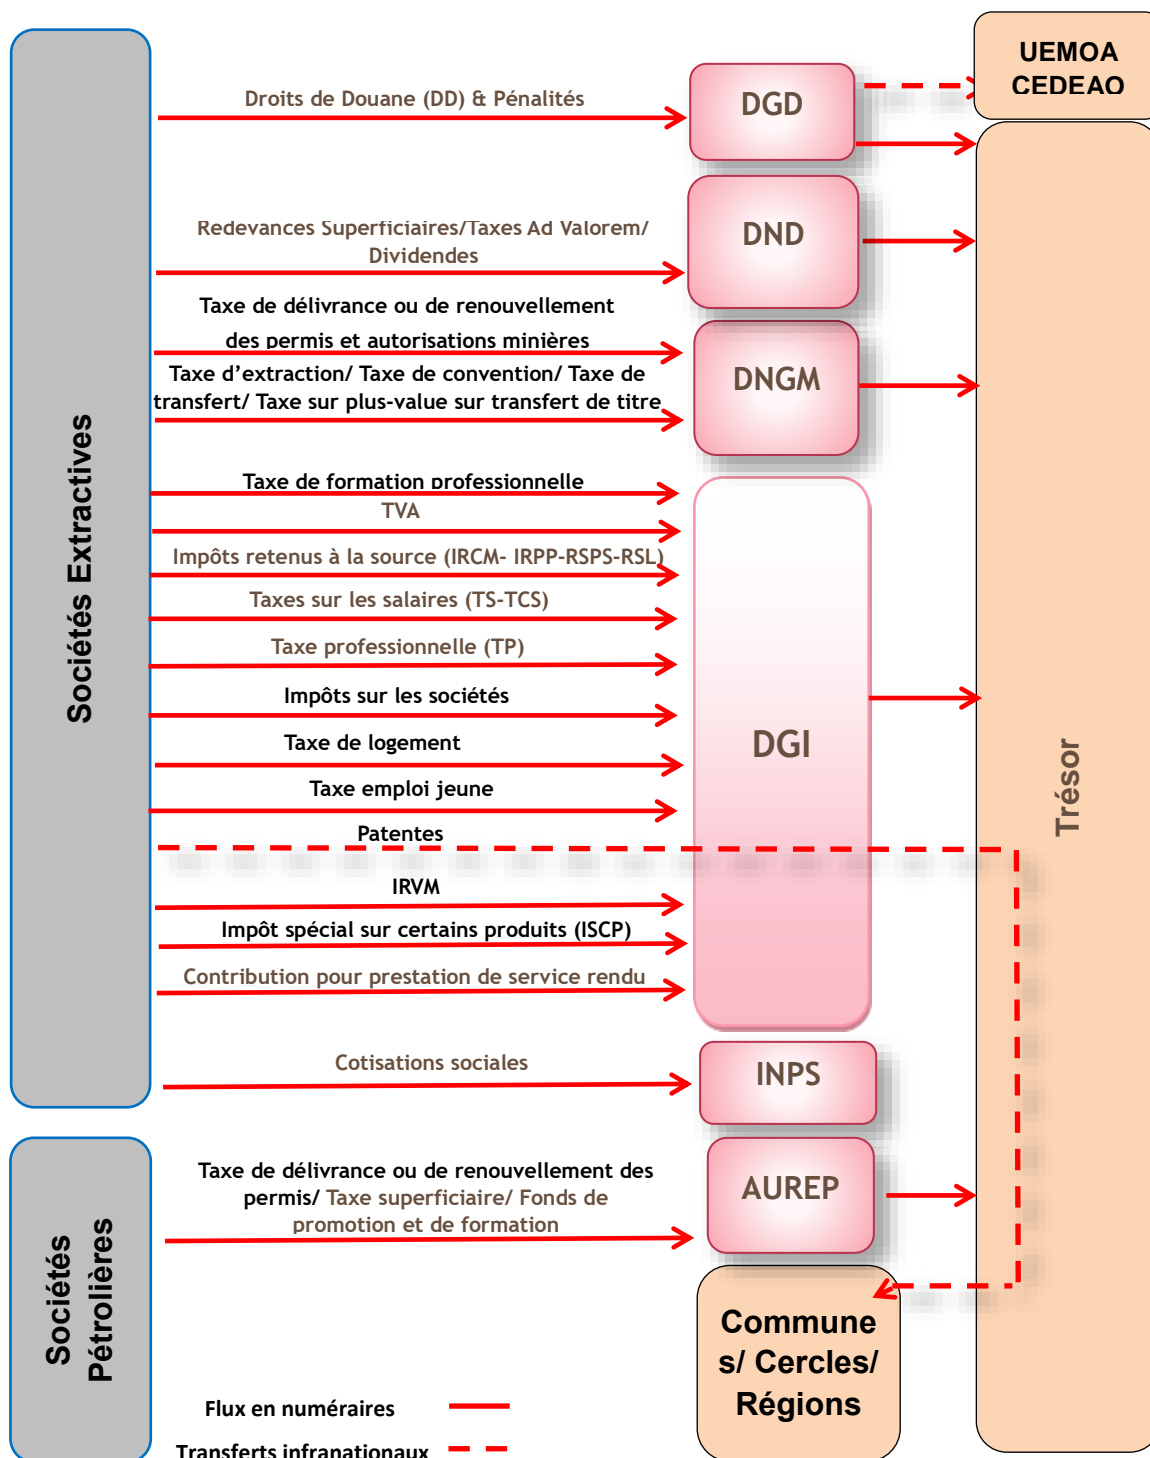 UEMOA
CEDEAO
Droits de Douane (DD) & Pénalités
DGD
Redevances Superficiaires/Taxes Ad Valorem/
Dividendes
DND
Taxe de délivrance ou de renouvellement
des permis et autorisations minières
DNGM
Taxe d’extraction/ Taxe de convention/ Taxe de
transfert/ Taxe sur plus-value sur transfert de titre
Sociétés Extractives
Taxe de formation professionnelle
TVA
Impôts retenus à la source (IRCM- IRPP-RSPS-RSL)
Taxes sur les salaires (TS-TCS)
Taxe professionnelle (TP)
Impôts sur les sociétés
Taxe de logement
Taxe emploi jeune
Patentes
IRVM
Impôt spécial sur certains produits (ISCP)
Contribution pour prestation de service rendu
DGI
Trésor
Cotisations sociales
INPS
Sociétés
Pétrolières
Taxe de délivrance ou de renouvellement des
permis/ Taxe superficiaire/ Fonds de
promotion et de formation
AUREP
Commune
s/ Cercles/
Régions
Flux en numéraires
Transferts infranationaux